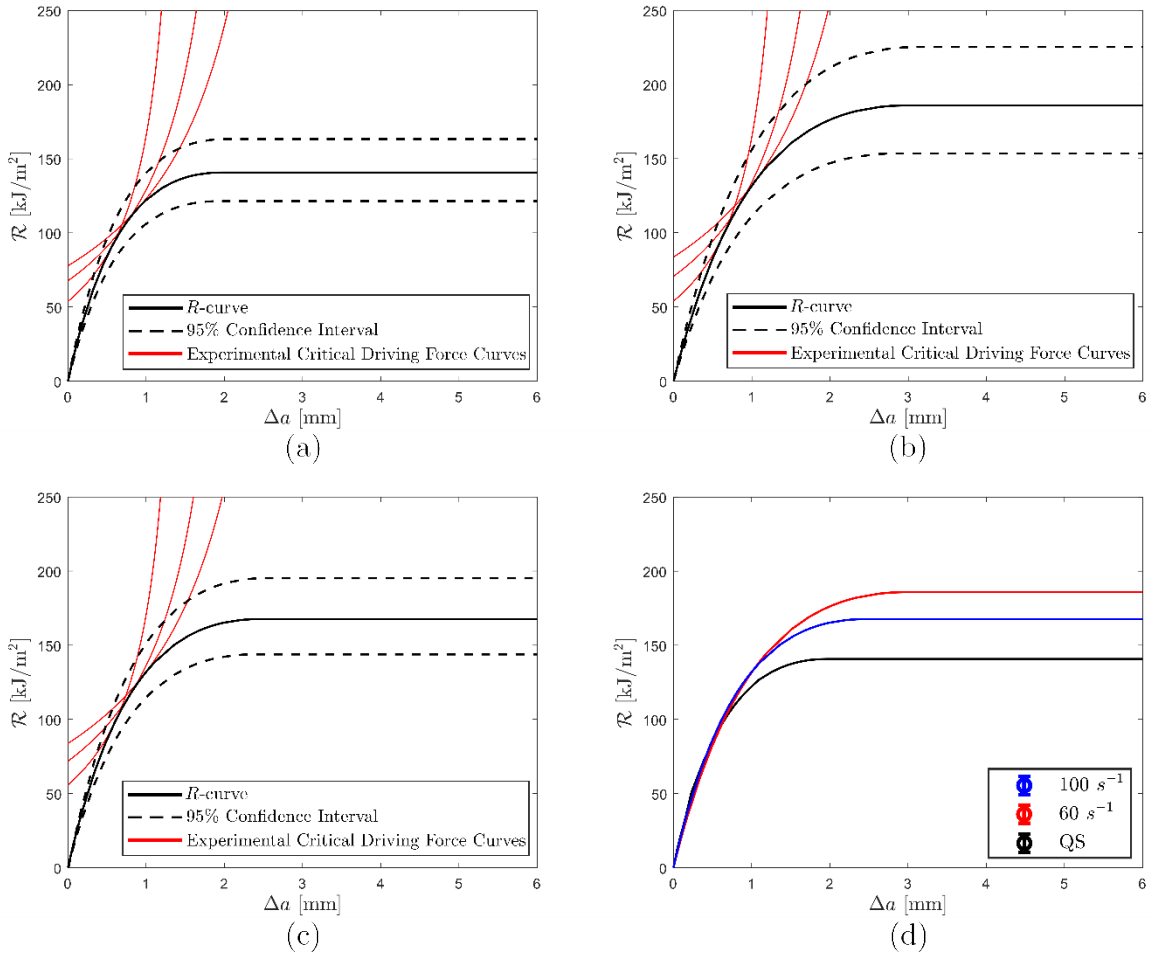 250
200
150
100
50
0
ℛ [kJ/m²]
R-curve
95% Confidence Interval
Experimental Critical Driving Force Curves
0 1 2 3 4 5 6
Δa [mm]
(a)
250
200
150
100
50
0
ℛ [kJ/m²]
R-curve
95% Confidence Interval
Experimental Critical Driving Force Curves
0 1 2 3 4 5 6
Δa [mm]
(b)
250
200
150
100
50
0
ℛ [kJ/m²]
R-curve
95% Confidence Interval
Experimental Critical Driving Force Curves
0 1 2 3 4 5 6
Δa [mm]
(c)
250
200
150
100
50
0
ℛ [kJ/m²]
100 s⁻¹
60 s⁻¹
QS
0 1 2 3 4 5 6
Δa [mm]
(d)